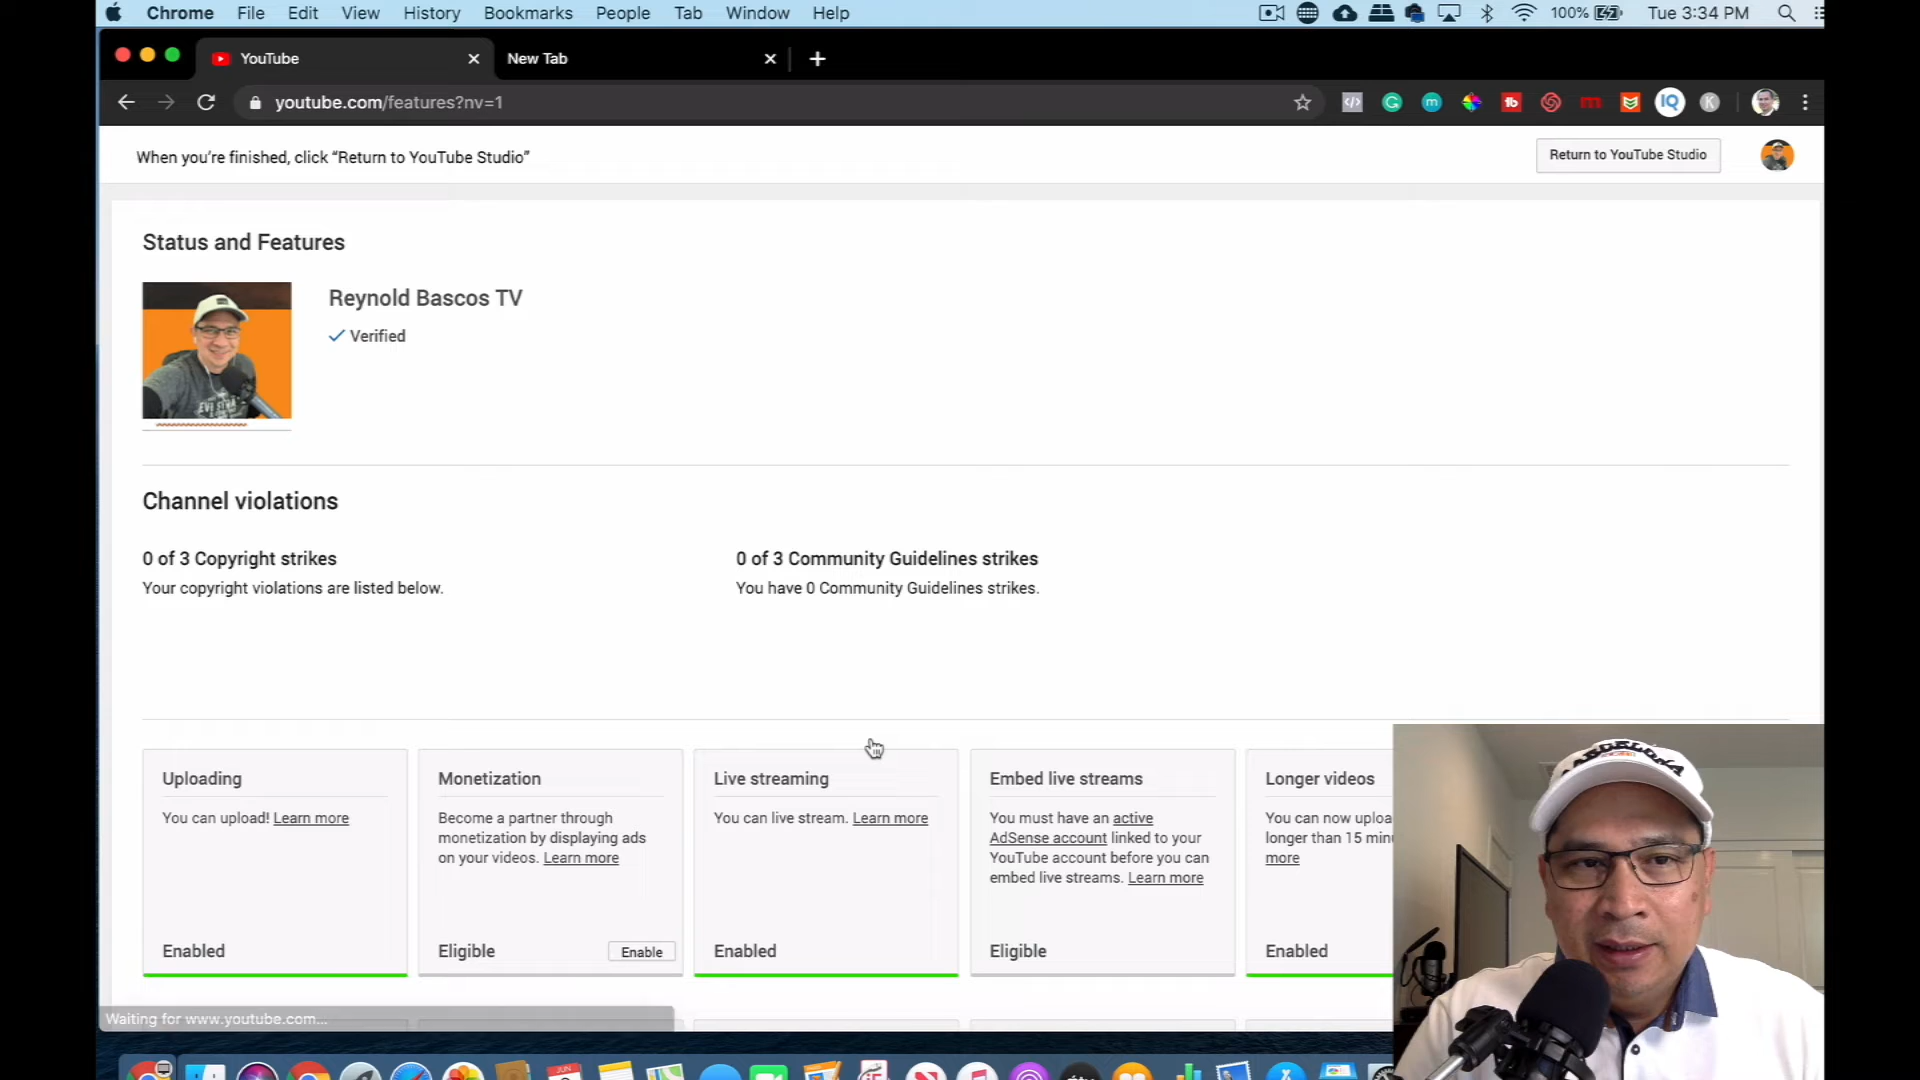 Chrome File Edit View History Bookmarks People Tab Window Help 100% Tue 3:34 PM
YouTube New Tab
youtube.com/features?nv=1
When you're finished, click “Return to YouTube Studio” Return to YouTube Studio
Status and Features
Reynold Bascos TV
Verified
Channel violations
0 of 3 Copyright strikes
Your copyright violations are listed below.
0 of 3 Community Guidelines strikes
You have 0 Community Guidelines strikes.
Uploading
You can upload! Learn more
Enabled
Monetization
Become a partner through
monetization by displaying ads
on your videos. Learn more
Eligible Enable
Live streaming
You can live stream. Learn more
Enabled
Embed live streams
You must have an active
AdSense account linked to your
YouTube account before you can
embed live streams. Learn more
Eligible
Longer videos
You can now uploa
longer than 15 minu
more
Enabled
Waiting for www.youtube.com...